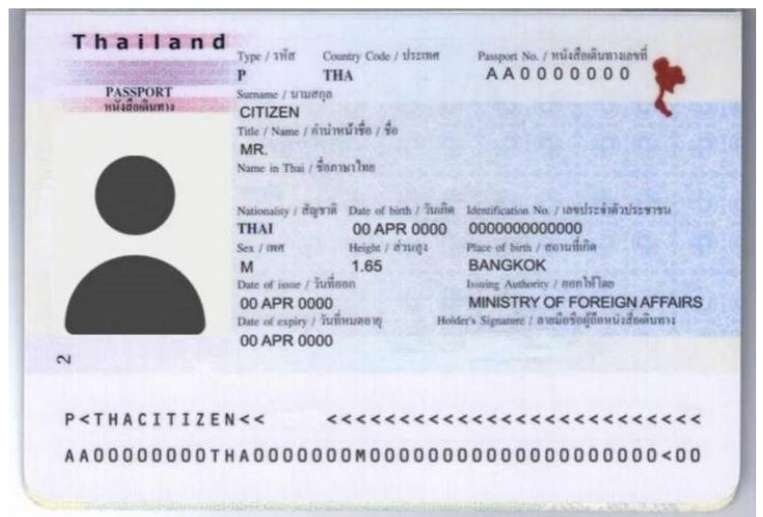 Thailand
PASSPORT
หนังสือเดินทาง
Type / รหัส Country Code / ประเทศ Passport No. / หนังสือเดินทางเลขที่
P THA AA0000000
Surname / นามสกุล
CITIZEN
Title / Name / คำนำหน้าชื่อ / ชื่อ
MR.
Name in Thai / ชื่อภาษาไทย
Nationality / สัญชาติ Date of birth / วันเกิด Identification No. / เลขประจำตัวประชาชน
THAI 00 APR 0000 0000000000000
Sex / เพศ Height / ส่วนสูง Place of birth / สถานที่เกิด
M 1.65 BANGKOK
Date of issue / วันที่ออก Issuing Authority / ออกให้โดย
00 APR 0000 MINISTRY OF FOREIGN AFFAIRS
Date of expiry / วันที่หมดอายุ Holder's Signature / ลายมือชื่อผู้ถือหนังสือเดินทาง
00 APR 0000
2
P<THACITIZEN<< <<<<<<<<<<<<<<<<<<<<<<<<<<
AA00000000THA0000000M0000000000000000000000<00